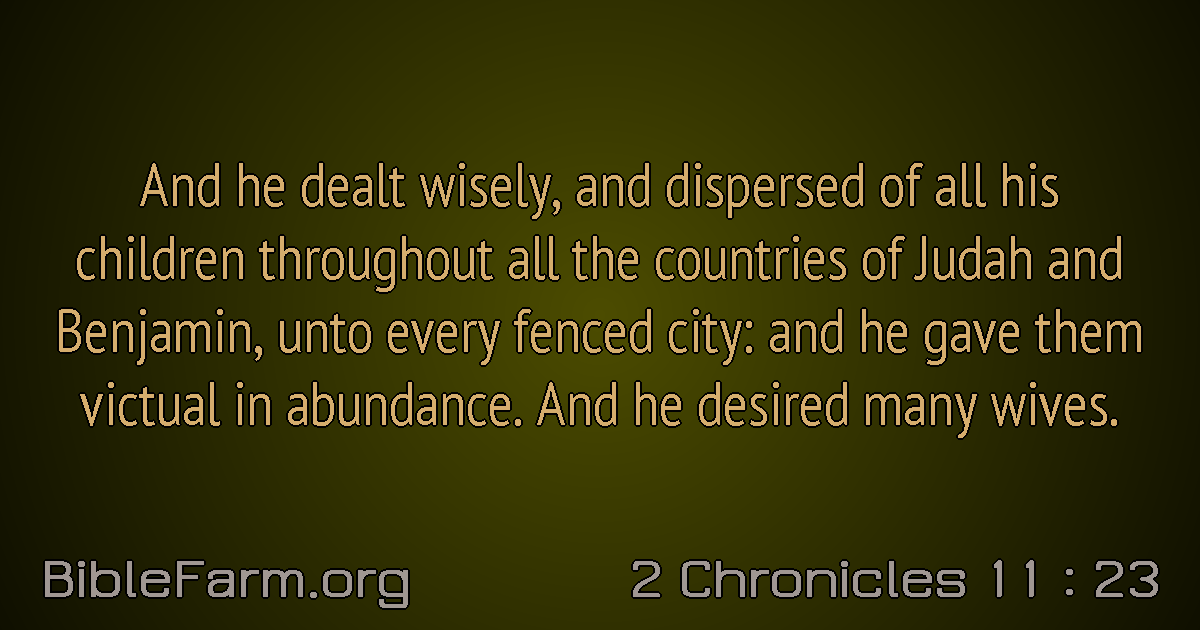 And he dealt wisely, and dispersed of all his
children throughout all the countries of Judah and
Benjamin, unto every fenced city: and he gave them
victual in abundance. And he desired many wives.
BibleFarm.org
2 Chronicles 11 : 23